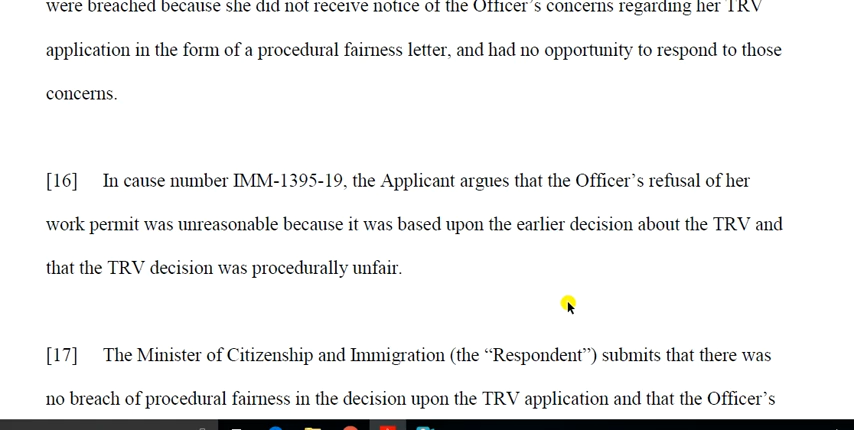 were breached because she did not receive notice of the Officer’s concerns regarding her TRV
application in the form of a procedural fairness letter, and had no opportunity to respond to those
concerns.
[16] In cause number IMM-1395-19, the Applicant argues that the Officer’s refusal of her
work permit was unreasonable because it was based upon the earlier decision about the TRV and
that the TRV decision was procedurally unfair.
[17] The Minister of Citizenship and Immigration (the “Respondent”) submits that there was
no breach of procedural fairness in the decision upon the TRV application and that the Officer’s